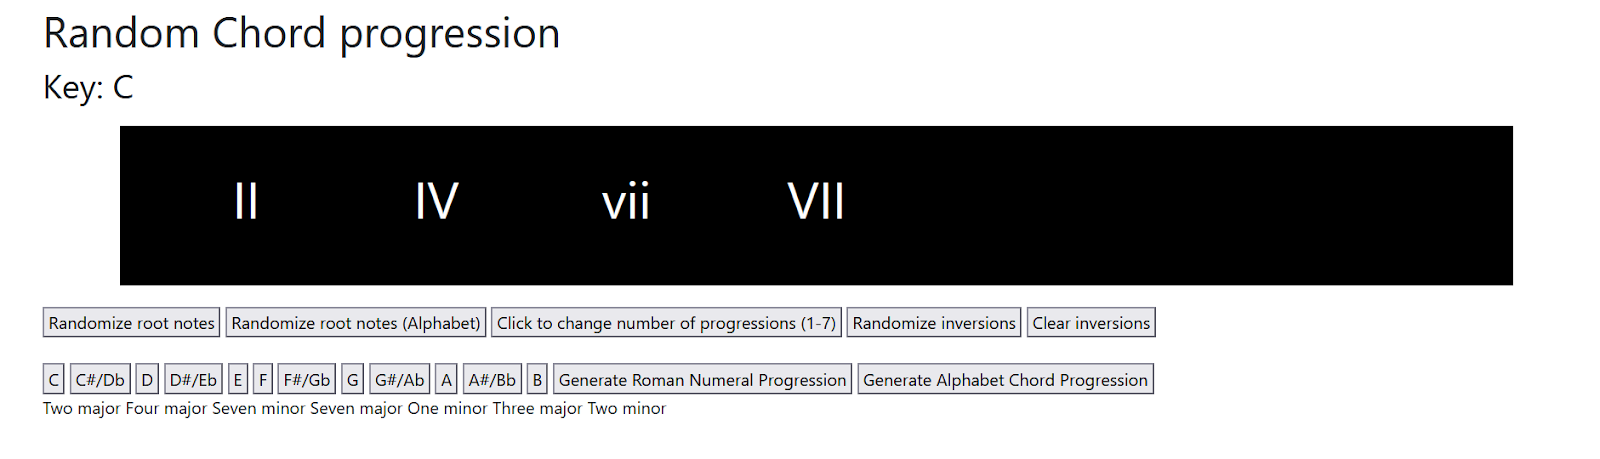 Random Chord progression
Key: C
II IV vii VII
Randomize root notes Randomize root notes (Alphabet) Click to change number of progressions (1-7) Randomize inversions Clear inversions
C C#/Db D D#/Eb E F F#/Gb G G#/Ab A A#/Bb B Generate Roman Numeral Progression Generate Alphabet Chord Progression
Two major Four major Seven minor Seven major One minor Three major Two minor